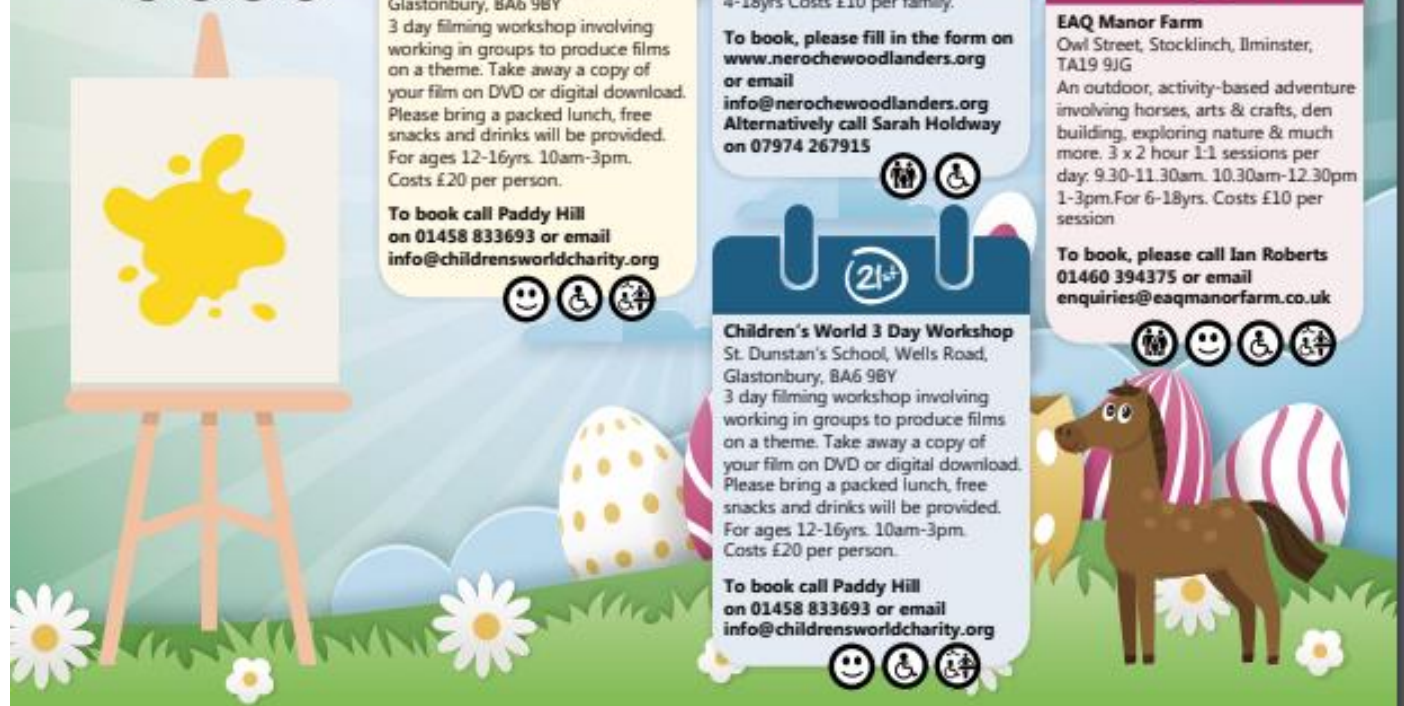 Glastonbury, BA6 9BY
3 day filming workshop involving
working in groups to produce films
on a theme. Take away a copy of
your film on DVD or digital download.
Please bring a packed lunch, free
snacks and drinks will be provided.
For ages 12-16yrs. 10am-3pm.
Costs £20 per person.
To book call Paddy Hill
on 01458 833693 or email
info@childrensworldcharity.org
4-18yrs Costs £10 per family.
To book, please fill in the form on
www.nerochewoodlanders.org
or email
info@nerochewoodlanders.org
Alternatively call Sarah Holdway
on 07974 267915
21st
Children's World 3 Day Workshop
St. Dunstan's School, Wells Road,
Glastonbury, BA6 9BY
3 day filming workshop involving
working in groups to produce films
on a theme. Take away a copy of
your film on DVD or digital download.
Please bring a packed lunch, free
snacks and drinks will be provided.
For ages 12-16yrs. 10am-3pm.
Costs £20 per person.
To book call Paddy Hill
on 01458 833693 or email
info@childrensworldcharity.org
EAQ Manor Farm
Owl Street, Stocklinch, Ilminster,
TA19 9JG
An outdoor, activity-based adventure
involving horses, arts & crafts, den
building, exploring nature & much
more. 3 x 2 hour 1:1 sessions per
day: 9.30-11.30am. 10.30am-12.30pm
1-3pm.For 6-18yrs. Costs £10 per
session
To book, please call Ian Roberts
01460 394375 or email
enquiries@eaqmanorfarm.co.uk